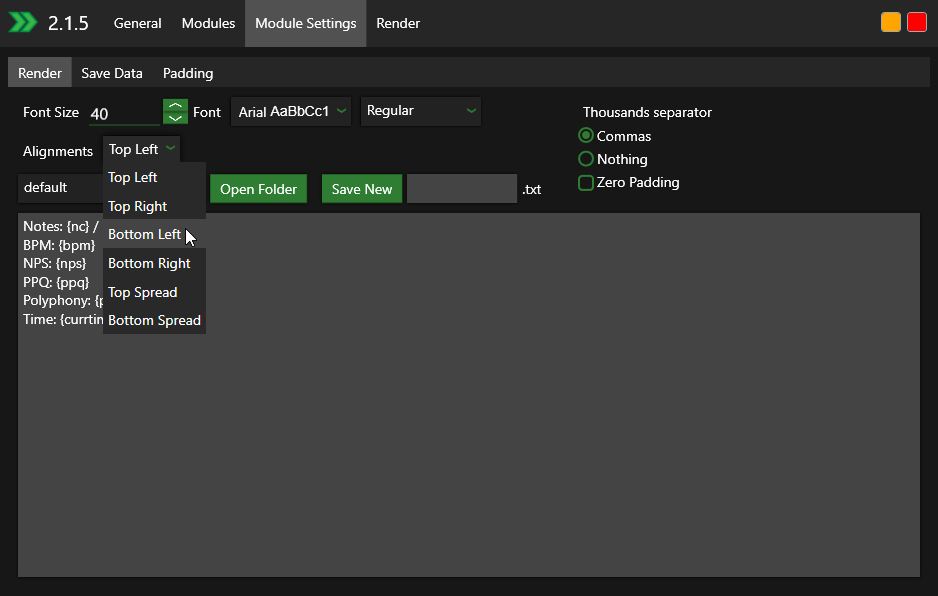 2.1.5 General Modules Module Settings Render
Render Save Data Padding
Font Size 40 Font Arial AaBbCc1 Regular Thousands separator
Commas
Alignments Top Left
Nothing
Top Left
default Open Folder Save New .txt
Zero Padding
Top Right
Notes: {nc} /
Bottom Left
BPM: {bpm}
NPS: {nps}
Bottom Right
PPQ: {ppq}
Top Spread
Polyphony: {p
Time: {currtin
Bottom Spread